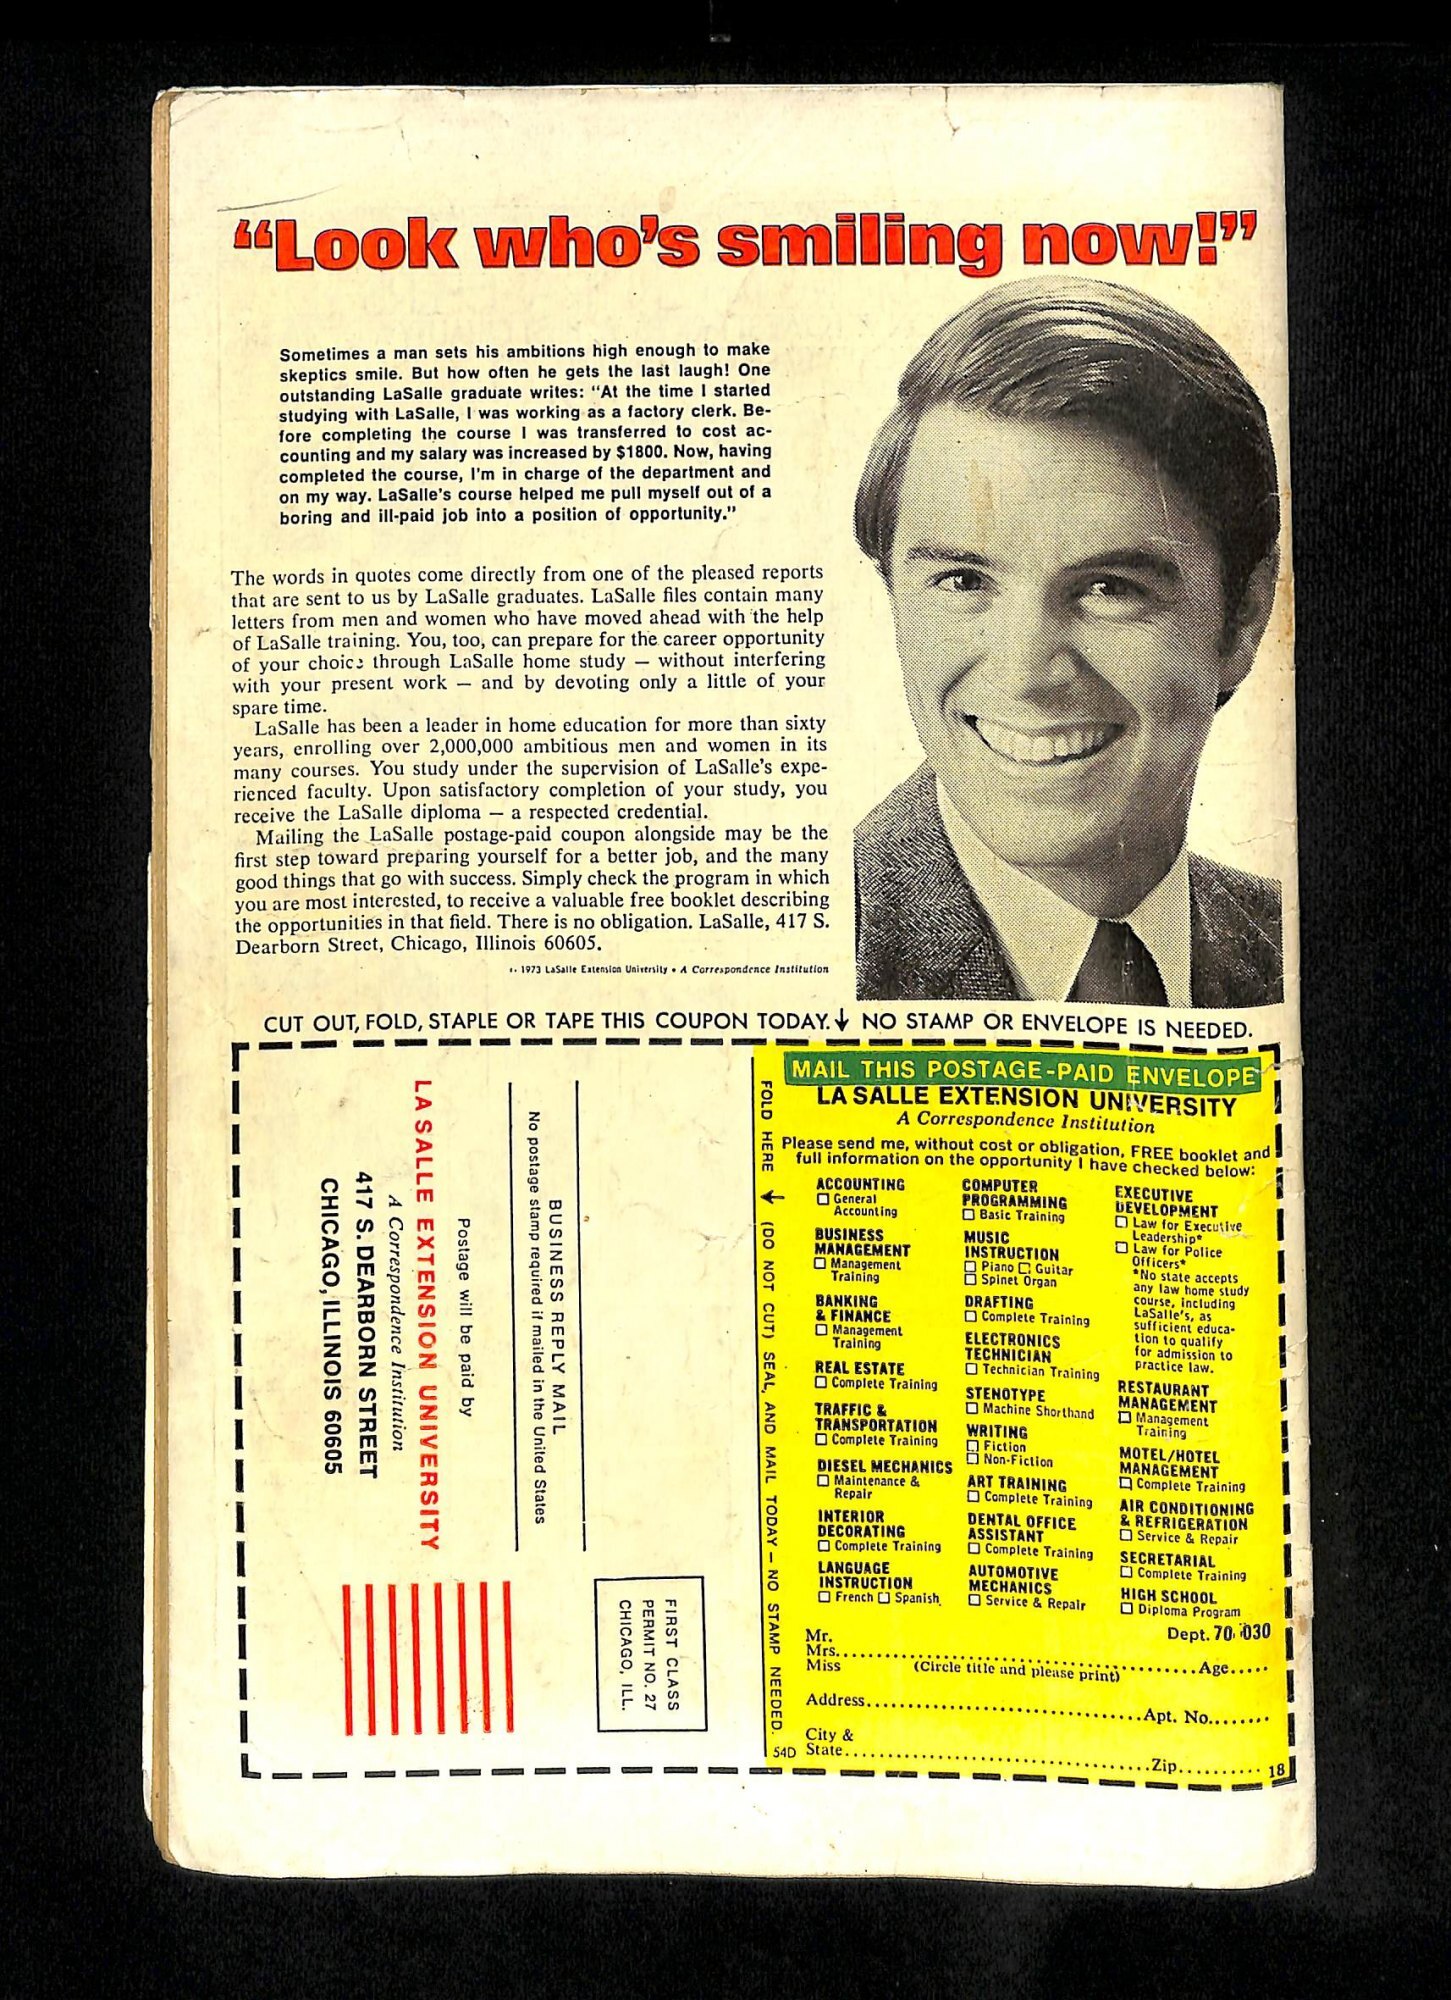 “Look who’s smiling now!”
Sometimes a man sets his ambitions high enough to make
skeptics smile. But how often he gets the last laugh! One
outstanding LaSalle graduate writes: “At the time I started
studying with LaSalle, I was working as a factory clerk. Be-
fore completing the course I was transferred to cost ac-
counting and my salary was increased by $1800. Now, having
completed the course, I’m in charge of the department and
on my way. LaSalle’s course helped me pull myself out of a
boring and ill-paid job into a position of opportunity.”
The words in quotes come directly from one of the pleased reports
that are sent to us by LaSalle graduates. LaSalle files contain many
letters from men and women who have moved ahead with the help
of LaSalle training. You, too, can prepare for the career opportunity
of your choice through LaSalle home study — without interfering
with your present work — and by devoting only a little of your
spare time.
LaSalle has been a leader in home education for more than sixty
years, enrolling over 2,000,000 ambitious men and women in its
many courses. You study under the supervision of LaSalle’s expe-
rienced faculty. Upon satisfactory completion of your study, you
receive the LaSalle diploma — a respected credential.
Mailing the LaSalle postage-paid coupon alongside may be the
first step toward preparing yourself for a better job, and the many
good things that go with success. Simply check the program in which
you are most interested, to receive a valuable free booklet describing
the opportunities in that field. There is no obligation. LaSalle, 417 S.
Dearborn Street, Chicago, Illinois 60605.
1973 LaSalle Extension University • A Correspondence Institution
CUT OUT, FOLD, STAPLE OR TAPE THIS COUPON TODAY. ↓ NO STAMP OR ENVELOPE IS NEEDED.
FIRST CLASS
PERMIT NO. 27
CHICAGO, ILL.
BUSINESS REPLY MAIL
No postage stamp required if mailed in the United States
Postage will be paid by
LA SALLE EXTENSION UNIVERSITY
A Correspondence Institution
417 S. DEARBORN STREET
CHICAGO, ILLINOIS 60605
FOLD HERE ↓ (DO NOT CUT) SEAL, AND MAIL TODAY — NO STAMP NEEDED.
MAIL THIS POSTAGE-PAID ENVELOPE
LA SALLE EXTENSION UNIVERSITY
A Correspondence Institution
Please send me, without cost or obligation, FREE booklet and
full information on the opportunity I have checked below:
ACCOUNTING
☐ General
Accounting
BUSINESS
MANAGEMENT
☐ Management
Training
BANKING
& FINANCE
☐ Management
Training
REAL ESTATE
☐ Complete Training
TRAFFIC &
TRANSPORTATION
☐ Complete Training
DIESEL MECHANICS
☐ Maintenance &
Repair
INTERIOR
DECORATING
☐ Complete Training
LANGUAGE
INSTRUCTION
☐ French ☐ Spanish
COMPUTER
PROGRAMMING
☐ Basic Training
MUSIC
INSTRUCTION
☐ Piano ☐ Guitar
☐ Spinet Organ
DRAFTING
☐ Complete Training
ELECTRONICS
TECHNICIAN
☐ Technician Training
STENOTYPE
☐ Machine Shorthand
WRITING
☐ Fiction
☐ Non-Fiction
ART TRAINING
☐ Complete Training
DENTAL OFFICE
ASSISTANT
☐ Complete Training
AUTOMOTIVE
MECHANICS
☐ Service & Repair
EXECUTIVE
DEVELOPMENT
☐ Law for Executive
Leadership*
☐ Law for Police
Officers*
*No state accepts
any law home study
course, including
LaSalle’s, as
sufficient educa-
tion to qualify
for admission to
practice law.
RESTAURANT
MANAGEMENT
☐ Management
Training
MOTEL/HOTEL
MANAGEMENT
☐ Complete Training
AIR CONDITIONING
& REFRIGERATION
☐ Service & Repair
SECRETARIAL
☐ Complete Training
HIGH SCHOOL
☐ Diploma Program
Dept. 70-030
Mr.
Mrs. Age
Miss (Circle title and please print)
Address Apt. No.
City &
State Zip
54D
18